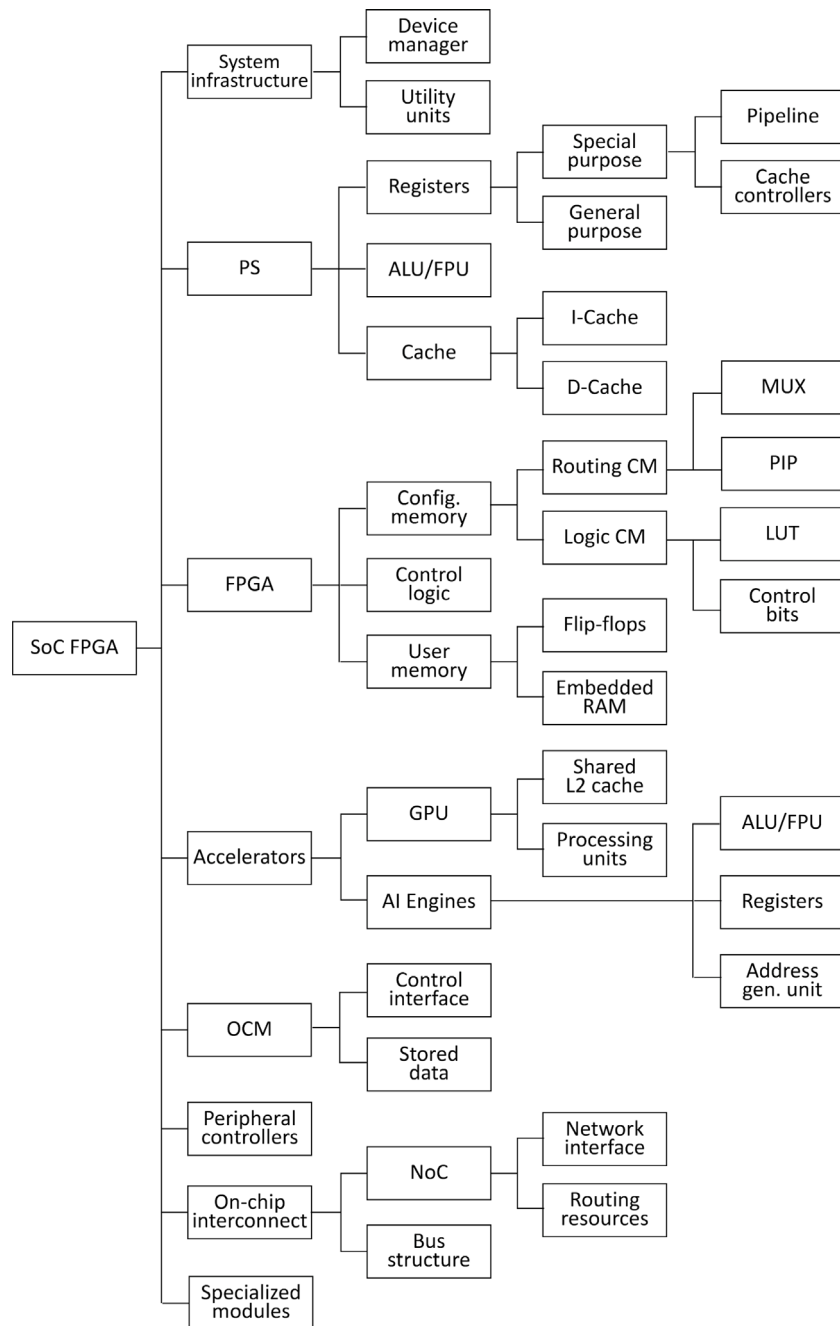 SoC FPGA
System
infrastructure
Device
manager
Utility
units
PS
Registers
Special
purpose
Pipeline
Cache
controllers
General
purpose
ALU/FPU
Cache
I-Cache
D-Cache
FPGA
Config.
memory
Routing CM
MUX
PIP
Logic CM
LUT
Control
bits
Control
logic
User
memory
Flip-flops
Embedded
RAM
Accelerators
GPU
Shared
L2 cache
Processing
units
AI Engines
ALU/FPU
Registers
Address
gen. unit
OCM
Control
interface
Stored
data
Peripheral
controllers
On-chip
interconnect
NoC
Network
interface
Routing
resources
Bus
structure
Specialized
modules